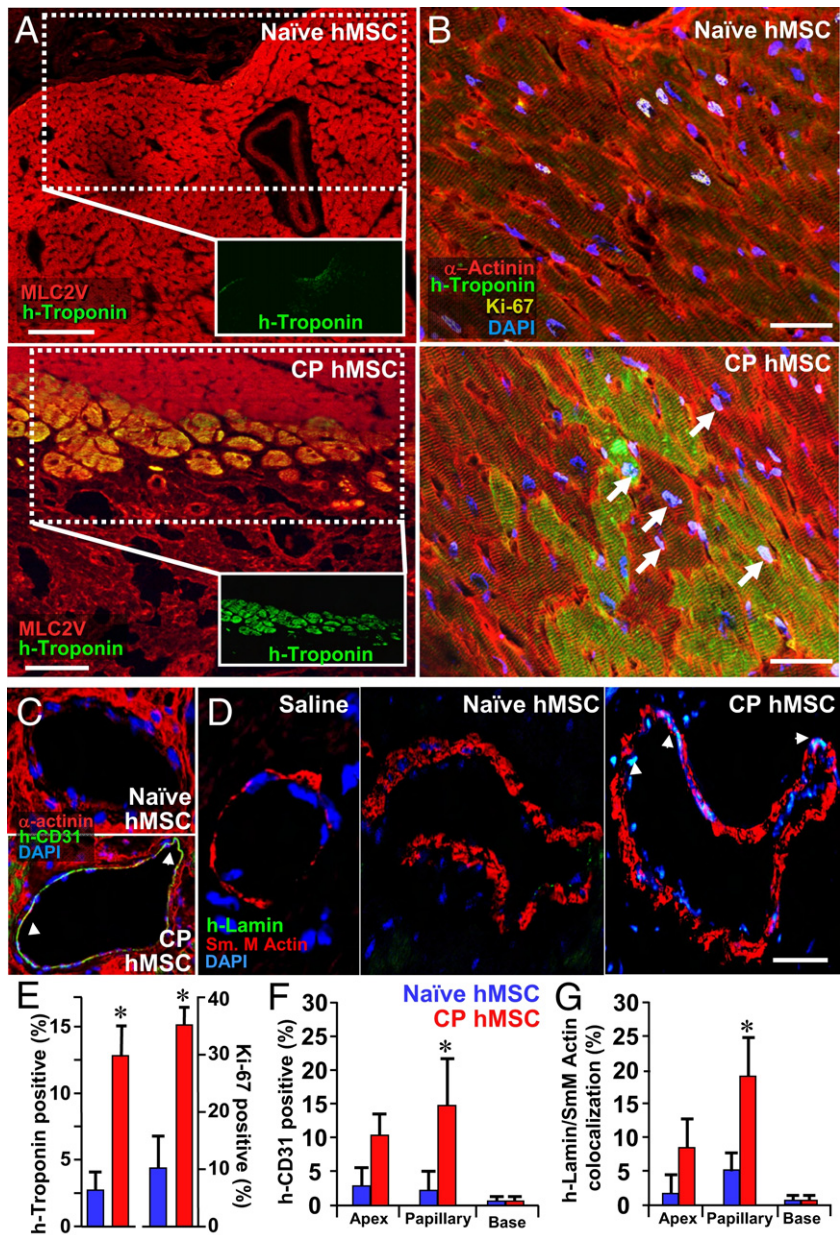 A
Naïve hMSC
MLC2V
h-Troponin
h-Troponin
CP hMSC
MLC2V
h-Troponin
h-Troponin
B
Naïve hMSC
α-Actinin
h-Troponin
Ki-67
DAPI
CP hMSC
C
Naïve
hMSC
α-actinin
h-CD31
DAPI
CP
hMSC
D
Saline
h-Lamin
Sm. M Actin
DAPI
Naïve hMSC
CP hMSC
E
h-Troponin positive (%)
15
10
5
0
* *
40
30
20
10
0
Ki-67 positive (%)
F
Naïve hMSC
CP hMSC
h-CD31 positive (%)
30
25
20
15
10
5
0
*
Apex Papillary Base
G
h-Lamin/SmM Actin
colocalization (%)
30
25
20
15
10
5
0
*
Apex Papillary Base